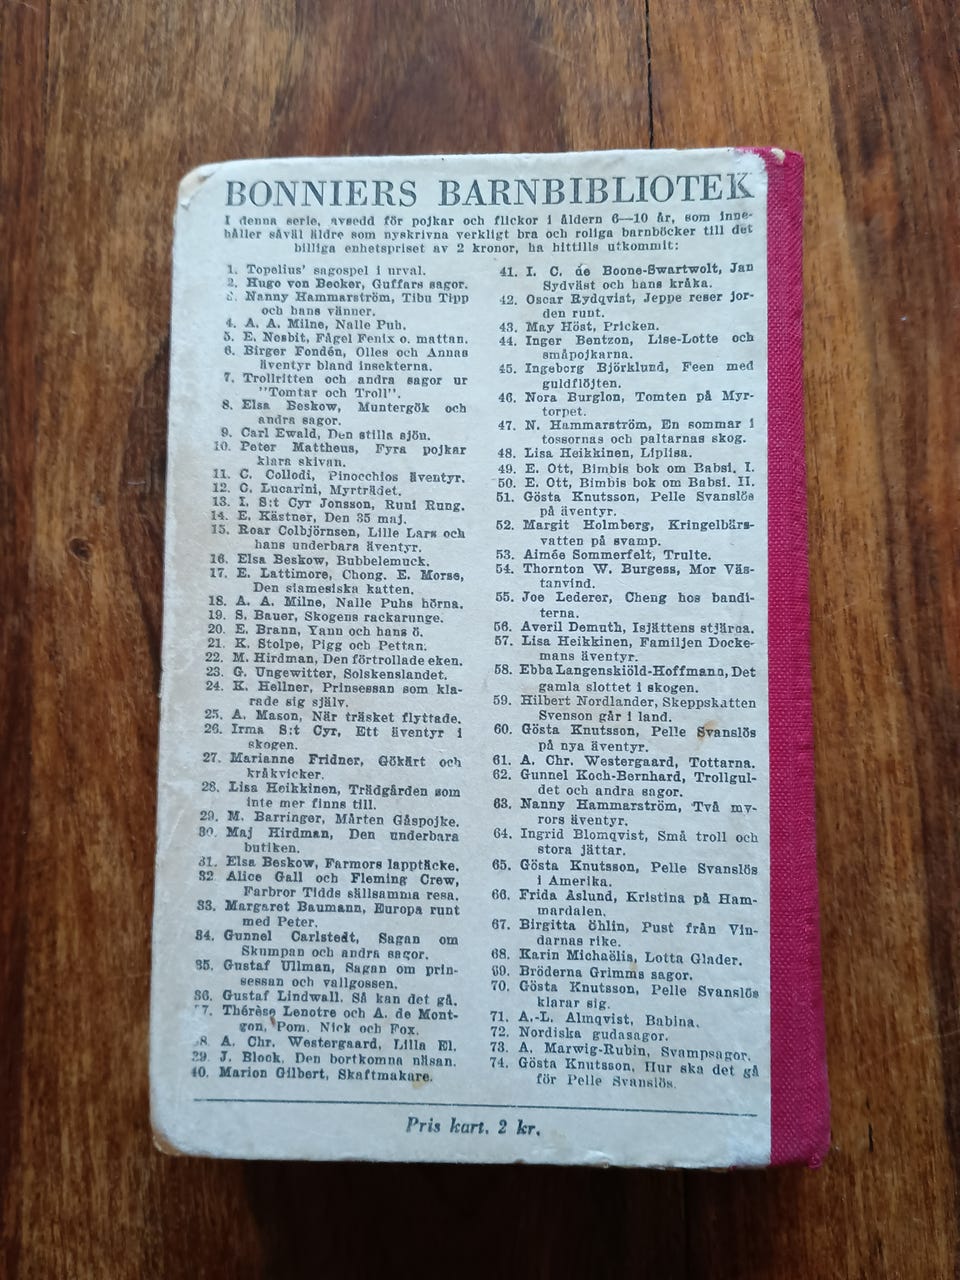 BONNIERS BARNBIBLIOTEK
I denna serie, avsedd för pojkar och flickor i åldern 6—10 år, som inne-
håller såväl äldre som nyskrivna verkligt bra och roliga barnböcker till det
billiga enhetspriset av 2 kronor, ha hittills utkommit:
1. Topelius' sagospel i urval.
2. Hugo von Becker, Guffars sagor.
3. Nanny Hammarström, Tibu Tipp
och hans vänner.
4. A. A. Milne, Nalle Puh.
5. E. Nesbit, Fågel Fenix o. mattan.
6. Birger Fondén, Olles och Annas
äventyr bland insekterna.
7. Trollritten och andra sagor ur
"Tomtar och Troll".
8. Elsa Beskow, Muntergök och
andra sagor.
9. Carl Ewald, Den stilla sjön.
10. Peter Mattheus, Fyra pojkar
klara skivan.
11. C. Collodi, Pinocchios äventyr.
12. C. Lucarini, Myrträdet.
13. I. S:t Cyr Jonsson, Runi Rung.
14. E. Kästner, Den 35 maj.
15. Roar Colbjörnsen, Lille Lars och
hans underbara äventyr.
16. Elsa Beskow, Bubbelemuck.
17. E. Lattimore, Chong. E. Morse,
Den siamesiska katten.
18. A. A. Milne, Nalle Puhs hörna.
19. S. Bauer, Skogens rackarunge.
20. E. Brann, Yann och hans ö.
21. K. Stolpe, Pigg och Pettan.
22. M. Hirdman, Den förtrollade eken.
23. G. Ungewitter, Solskenslandet.
24. K. Hellner, Prinsessan som kla-
rade sig själv.
25. A. Mason, När träsket flyttade.
26. Irma S:t Cyr, Ett äventyr i
skogen.
27. Marianne Fridner, Gökärt och
kråkvicker.
28. Lisa Heikkinen, Trädgården som
inte mer finns till.
29. M. Barringer, Mårten Gåspojke.
30. Maj Hirdman, Den underbara
butiken.
31. Elsa Beskow, Farmors lapptäcke.
32 Alice Gall och Fleming Crew,
Farbror Tidds sällsamma resa.
33. Margaret Baumann, Europa runt
med Peter.
34. Gunnel Carlstedt, Sagan om
Skumpan och andra sagor.
35. Gustaf Ullman, Sagan om prin-
sessan och vallgossen.
36. Gustaf Lindwall. Så kan det gå.
7. Thérèse Lenotre och A. de Mont-
gon, Pom, Nick och Fox.
8. A. Chr. Westergaard, Lilla El.
39. J. Block, Den bortkomna näsan.
40. Marion Gilbert, Skaftmakare.
41. I. C. de Boone-Swartwolt, Jan
Sydväst och hans kråka.
42. Oscar Rydqvist, Jeppe reser jor-
den runt.
43. May Höst, Pricken.
44. Inger Bentzon, Lise-Lotte och
småpojkarna.
45. Ingeborg Björklund, Feen med
guldflöjten.
46. Nora Burglon, Tomten på Myr-
torpet.
47. N. Hammarström, En sommar i
tossornas och paltarnas skog.
48. Lisa Heikkinen, Liplisa.
49. E. Ott, Bimbis bok om Babsi. I.
50. E. Ott, Bimbis bok om Babsi. II.
51. Gösta Knutsson, Pelle Svanslös
på äventyr.
52. Margit Holmberg, Kringelbärs-
vatten på svamp.
53. Aimée Sommerfelt, Trulte.
54. Thornton W. Burgess, Mor Väs-
tanvind.
55. Joe Lederer, Cheng hos bandi-
terna.
56. Averil Demuth, Isjättens stjärna.
57. Lisa Heikkinen, Familjen Docke-
mans äventyr.
58. Ebba Langenskiöld-Hoffmann, Det
gamla slottet i skogen.
59. Hilbert Nordlander, Skeppskatten
Svenson går i land.
60. Gösta Knutsson, Pelle Svanslös
på nya äventyr.
61. A. Chr. Westergaard, Tottarna.
62. Gunnel Koch-Bernhard, Trollgul-
det och andra sagor.
63. Nanny Hammarström, Två my-
rors äventyr.
64. Ingrid Blomqvist, Små troll och
stora jättar.
65. Gösta Knutsson, Pelle Svanslös
i Amerika.
66. Frida Åslund, Kristina på Ham-
mardalen.
67. Birgitta Öhlin, Pust från Vin-
darnas rike.
68. Karin Michaëlis, Lotta Glader.
69. Bröderna Grimms sagor.
70. Gösta Knutsson, Pelle Svanslös
klarar sig.
71. A.-L. Almqvist, Babina.
72. Nordiska gudasagor.
73. A. Marwig-Rubin, Svampsagor.
74. Gösta Knutsson, Hur ska det gå
för Pelle Svanslös.
Pris kart. 2 kr.